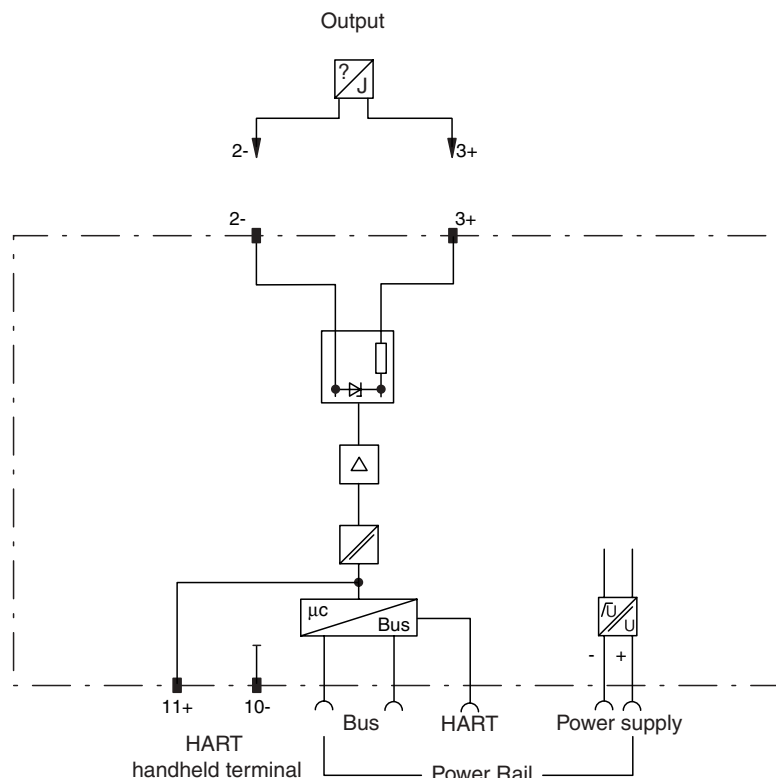 Output
?
J
2-
3+
2-
3+
µc
Bus
/U̅
U
-
+
11+
10-
Bus
HART
Power supply
HART
handheld terminal
Power Rail